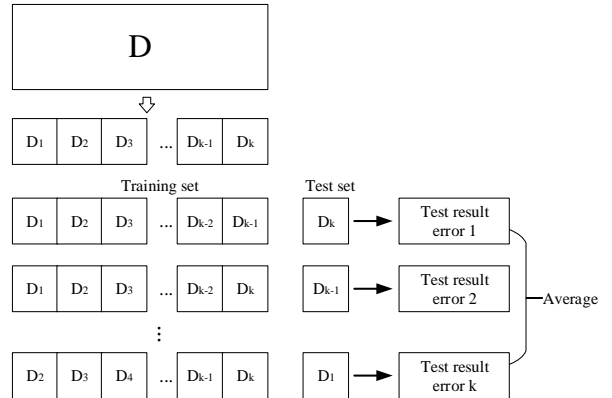 D
D1 D2 D3 ... Dk-1 Dk
Training set Test set
D1 D2 D3 ... Dk-2 Dk-1 Dk Test result
error 1
D1 D2 D3 ... Dk-2 Dk Dk-1 Test result
error 2
Average
⋮
D2 D3 D4 ... Dk-1 Dk D1 Test result
error k